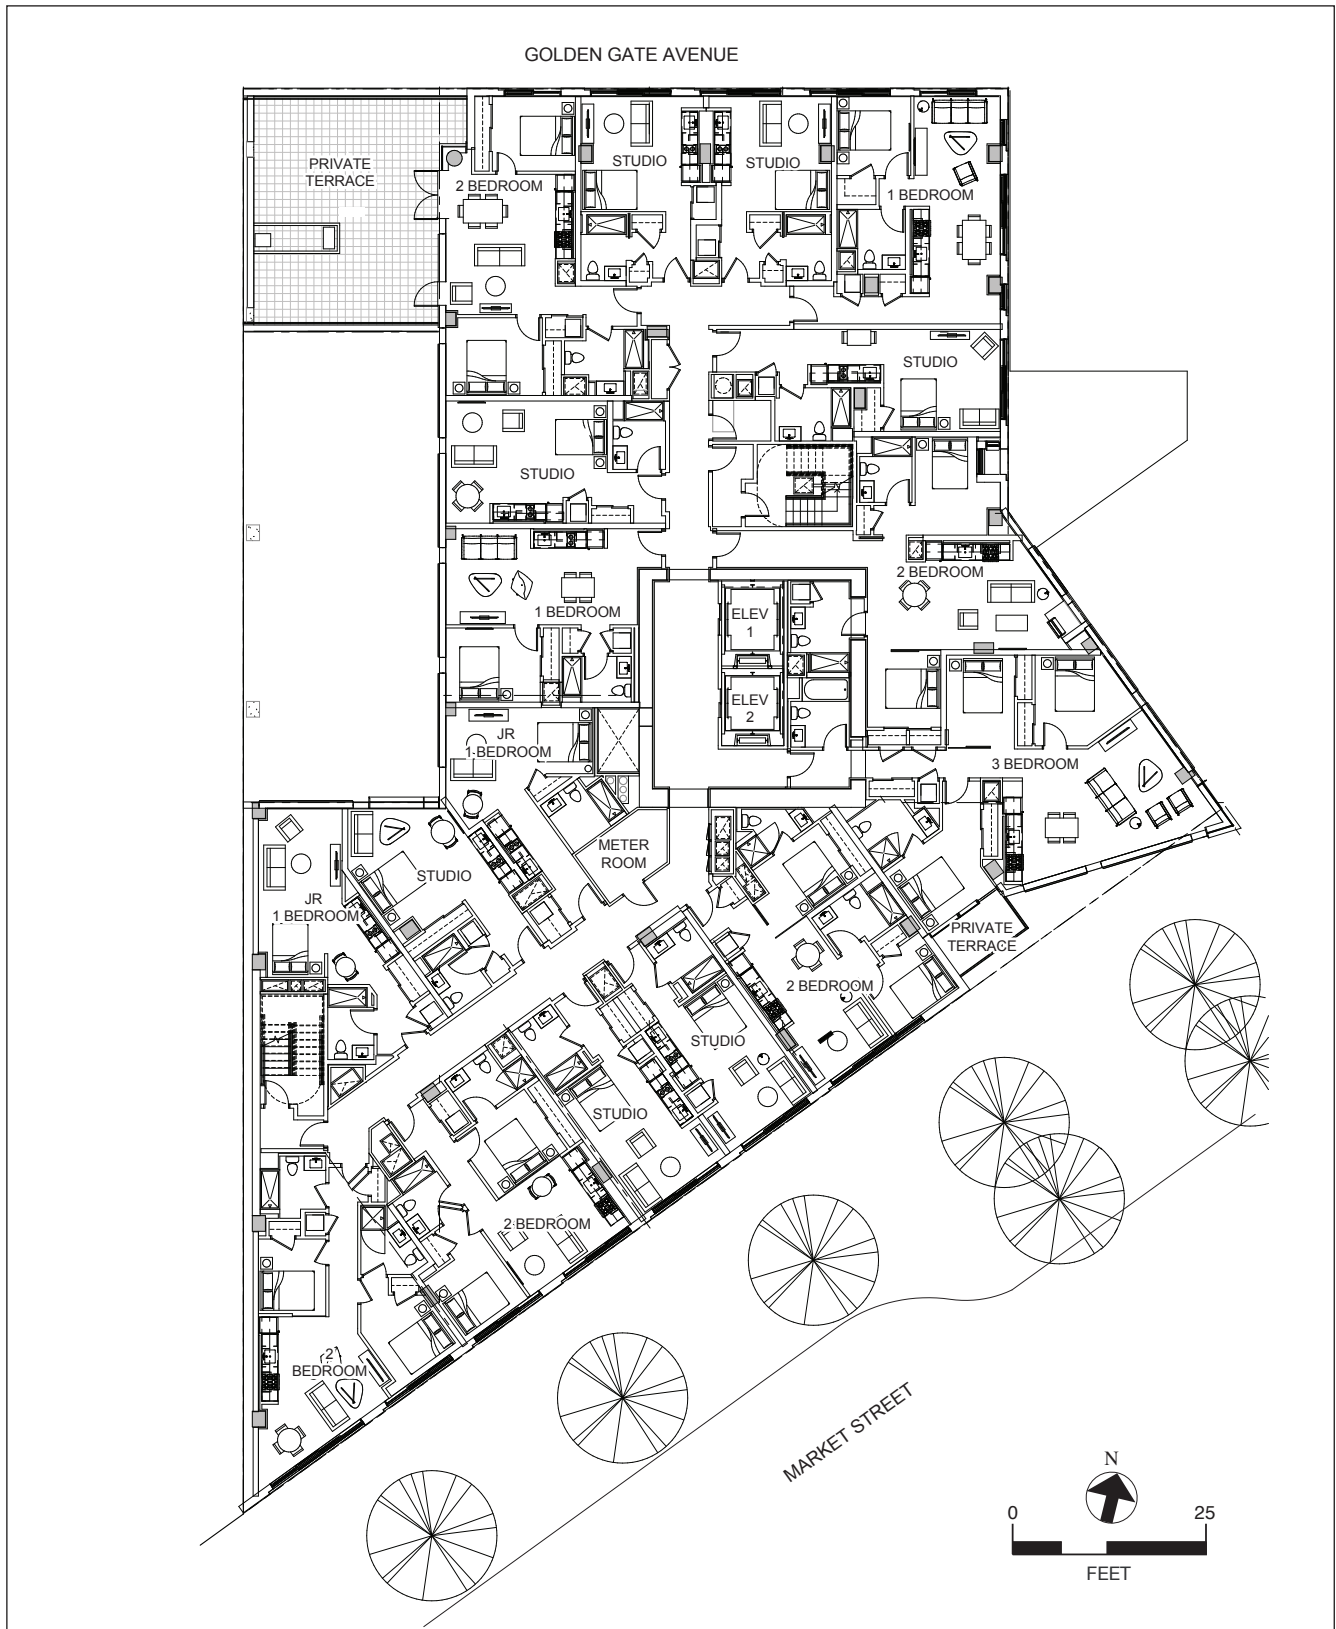 GOLDEN GATE AVENUE
PRIVATE
TERRACE
2 BEDROOM
STUDIO
STUDIO
1 BEDROOM
STUDIO
STUDIO
2 BEDROOM
1 BEDROOM
ELEV
1
ELEV
2
JR
1 BEDROOM
3 BEDROOM
METER
ROOM
STUDIO
JR
1 BEDROOM
PRIVATE
TERRACE
2 BEDROOM
STUDIO
STUDIO
2 BEDROOM
2
BEDROOM
MARKET STREET
N
0 25
FEET